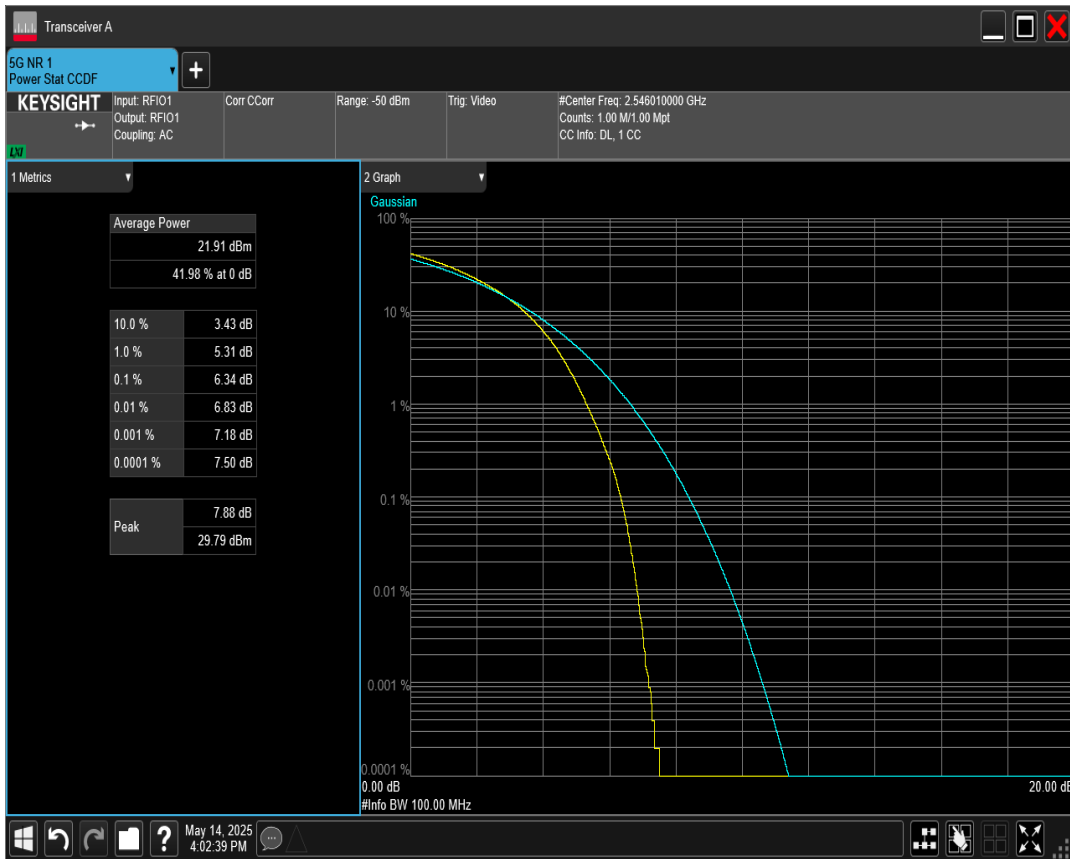 Transceiver A
5G NR 1
Power Stat CCDF
KEYSIGHT
LXI
Input: RFIO1
Output: RFIO1
Coupling: AC
Corr CCorr
Range: -50 dBm
Trig: Video
#Center Freq: 2.546010000 GHz
Counts: 1.00 M/1.00 Mpt
CC Info: DL, 1 CC
1 Metrics
Average Power
21.91 dBm
41.98 % at 0 dB
10.0 % 3.43 dB
1.0 % 5.31 dB
0.1 % 6.34 dB
0.01 % 6.83 dB
0.001 % 7.18 dB
0.0001 % 7.50 dB
Peak
7.88 dB
29.79 dBm
2 Graph
Gaussian
100 %
10 %
1 %
0.1 %
0.01 %
0.001 %
0.0001 %
0.00 dB
20.00 dB
#Info BW 100.00 MHz
?
May 14, 2025
4:02:39 PM